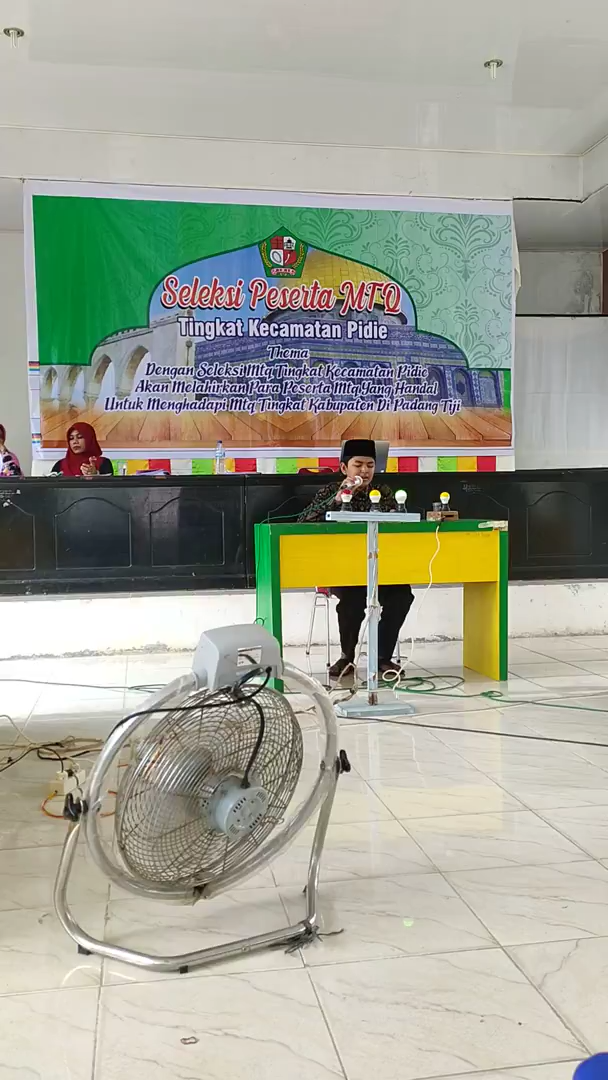 Seleksi Peserta MTQ
Tingkat Kecamatan Pidie
Thema
Dengan Seleksi Mtq Tingkat Kecamatan Pidie
Akan Melahirkan Para Peserta Mtq Yang Handal
Untuk Menghadapi Mtq Tingkat Kabupaten Di Padang Tiji